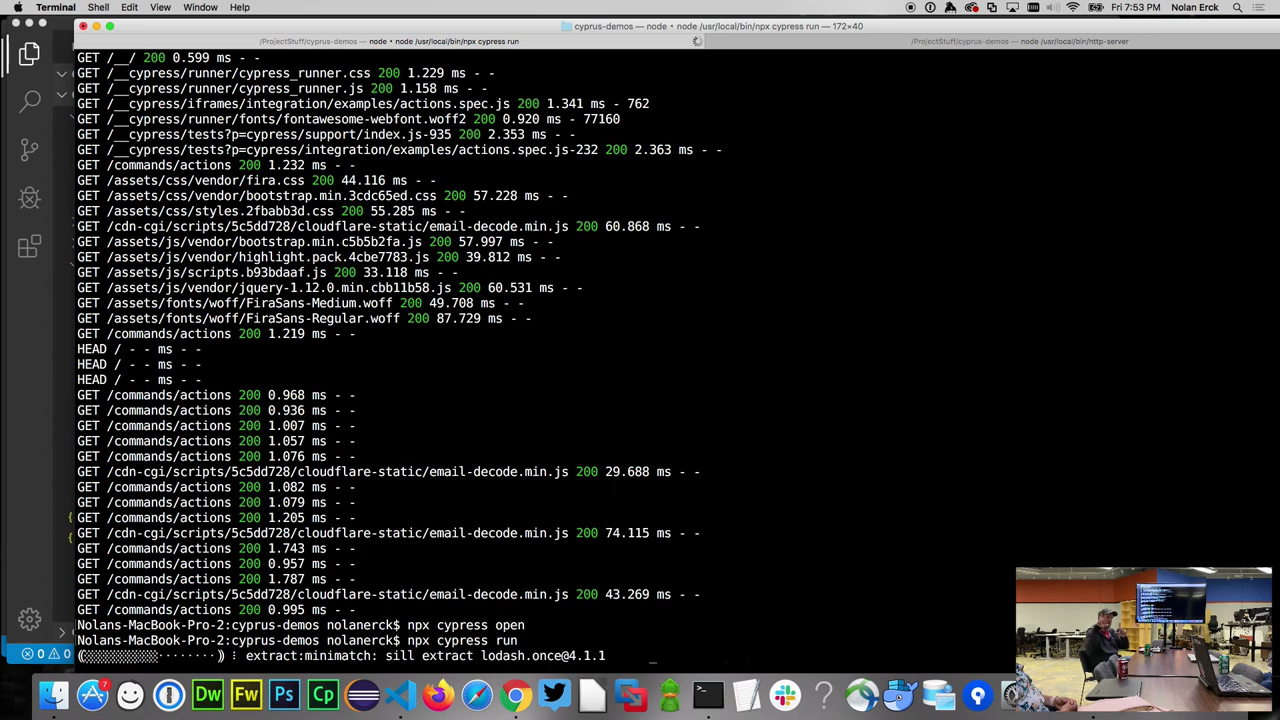 Terminal Shell Edit View Window Help
Fri 7:53 PM Nolan Erck
cyprus-demos — node • node /usr/local/bin/npx cypress run — 172×40
/ProjectStuff/cyprus-demos — node • node /usr/local/bin/npx cypress run
/ProjectStuff/cyprus-demos — node /usr/local/bin/http-server
GET /__/ 200 0.599 ms - -
GET /__cypress/runner/cypress_runner.css 200 1.229 ms - -
GET /__cypress/runner/cypress_runner.js 200 1.158 ms - -
GET /__cypress/iframes/integration/examples/actions.spec.js 200 1.341 ms - 762
GET /__cypress/runner/fonts/fontawesome-webfont.woff2 200 0.920 ms - 77160
GET /__cypress/tests?p=cypress/support/index.js-935 200 2.353 ms - -
GET /__cypress/tests?p=cypress/integration/examples/actions.spec.js-232 200 2.363 ms - -
GET /commands/actions 200 1.232 ms - -
GET /assets/css/vendor/fira.css 200 44.116 ms - -
GET /assets/css/vendor/bootstrap.min.3cdc65ed.css 200 57.228 ms - -
GET /assets/css/styles.2fbabb3d.css 200 55.285 ms - -
GET /cdn-cgi/scripts/5c5dd728/cloudflare-static/email-decode.min.js 200 60.868 ms - -
GET /assets/js/vendor/bootstrap.min.c5b5b2fa.js 200 57.997 ms - -
GET /assets/js/vendor/highlight.pack.4cbe7783.js 200 39.812 ms - -
GET /assets/js/scripts.b93bdaaf.js 200 33.118 ms - -
GET /assets/js/vendor/jquery-1.12.0.min.cbb11b58.js 200 60.531 ms - -
GET /assets/fonts/woff/FiraSans-Medium.woff 200 49.708 ms - -
GET /assets/fonts/woff/FiraSans-Regular.woff 200 87.729 ms - -
GET /commands/actions 200 1.219 ms - -
HEAD / - - ms - -
HEAD / - - ms - -
HEAD / - - ms - -
GET /commands/actions 200 0.968 ms - -
GET /commands/actions 200 0.936 ms - -
GET /commands/actions 200 1.007 ms - -
GET /commands/actions 200 1.057 ms - -
GET /commands/actions 200 1.076 ms - -
GET /cdn-cgi/scripts/5c5dd728/cloudflare-static/email-decode.min.js 200 29.688 ms - -
GET /commands/actions 200 1.082 ms - -
GET /commands/actions 200 1.079 ms - -
GET /commands/actions 200 1.205 ms - -
GET /cdn-cgi/scripts/5c5dd728/cloudflare-static/email-decode.min.js 200 74.115 ms - -
GET /commands/actions 200 1.743 ms - -
GET /commands/actions 200 0.957 ms - -
GET /commands/actions 200 1.787 ms - -
GET /cdn-cgi/scripts/5c5dd728/cloudflare-static/email-decode.min.js 200 43.269 ms - -
GET /commands/actions 200 0.995 ms - -
Nolans-MacBook-Pro-2:cyprus-demos nolanerck$ npx cypress open
Nolans-MacBook-Pro-2:cyprus-demos nolanerck$ npx cypress run
(░░░░░░░░░░········) ⸽ extract:minimatch: sill extract lodash.once@4.1.1
0 0
7 Dw Fw Ps Cp